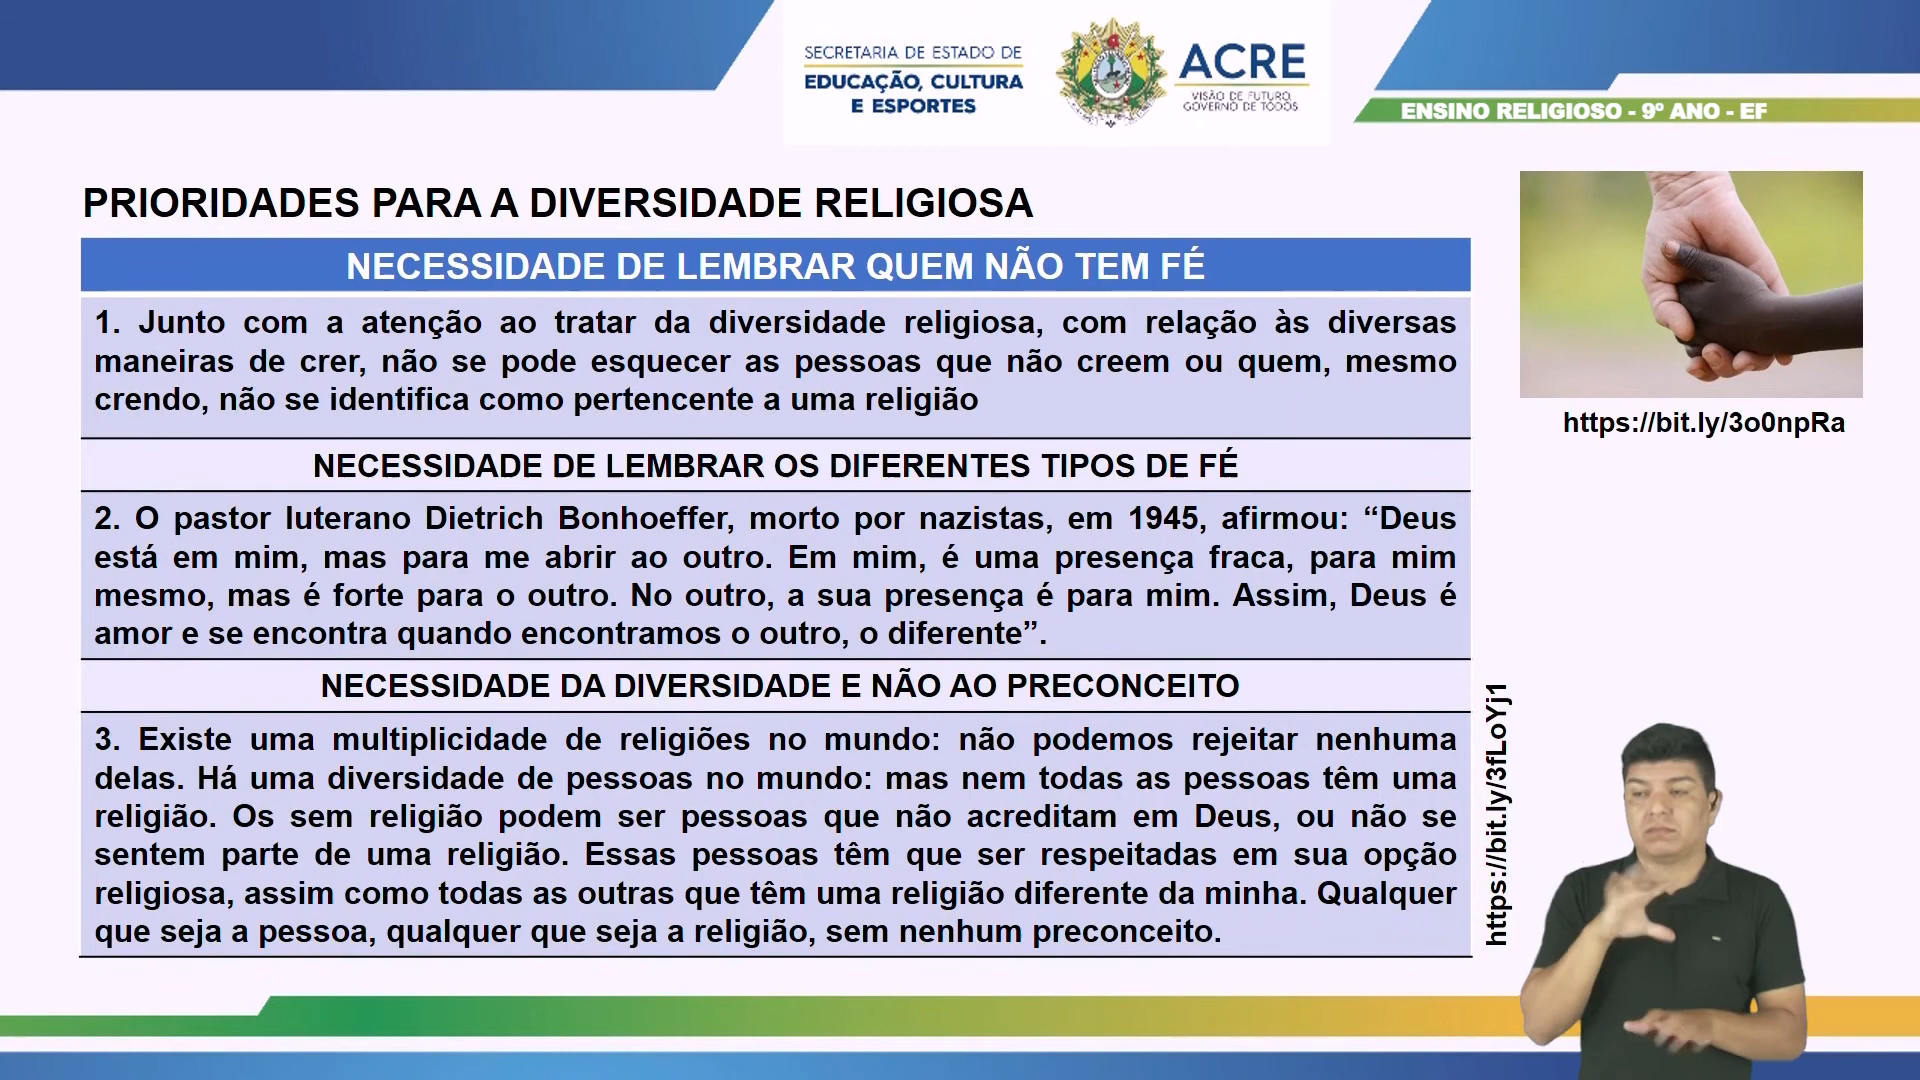 SECRETARIA DE ESTADO DE
EDUCAÇÃO, CULTURA
E ESPORTES
ACRE
VISÃO DE FUTURO,
GOVERNO DE TODOS
ENSINO RELIGIOSO - 9º ANO - EF
PRIORIDADES PARA A DIVERSIDADE RELIGIOSA
NECESSIDADE DE LEMBRAR QUEM NÃO TEM FÉ
1. Junto com a atenção ao tratar da diversidade religiosa, com relação às diversas
maneiras de crer, não se pode esquecer as pessoas que não creem ou quem, mesmo
crendo, não se identifica como pertencente a uma religião
NECESSIDADE DE LEMBRAR OS DIFERENTES TIPOS DE FÉ
2. O pastor luterano Dietrich Bonhoeffer, morto por nazistas, em 1945, afirmou: “Deus
está em mim, mas para me abrir ao outro. Em mim, é uma presença fraca, para mim
mesmo, mas é forte para o outro. No outro, a sua presença é para mim. Assim, Deus é
amor e se encontra quando encontramos o outro, o diferente”.
NECESSIDADE DA DIVERSIDADE E NÃO AO PRECONCEITO
3. Existe uma multiplicidade de religiões no mundo: não podemos rejeitar nenhuma
delas. Há uma diversidade de pessoas no mundo: mas nem todas as pessoas têm uma
religião. Os sem religião podem ser pessoas que não acreditam em Deus, ou não se
sentem parte de uma religião. Essas pessoas têm que ser respeitadas em sua opção
religiosa, assim como todas as outras que têm uma religião diferente da minha. Qualquer
que seja a pessoa, qualquer que seja a religião, sem nenhum preconceito.
https://bit.ly/3o0npRa
https://bit.ly/3fLoYj1